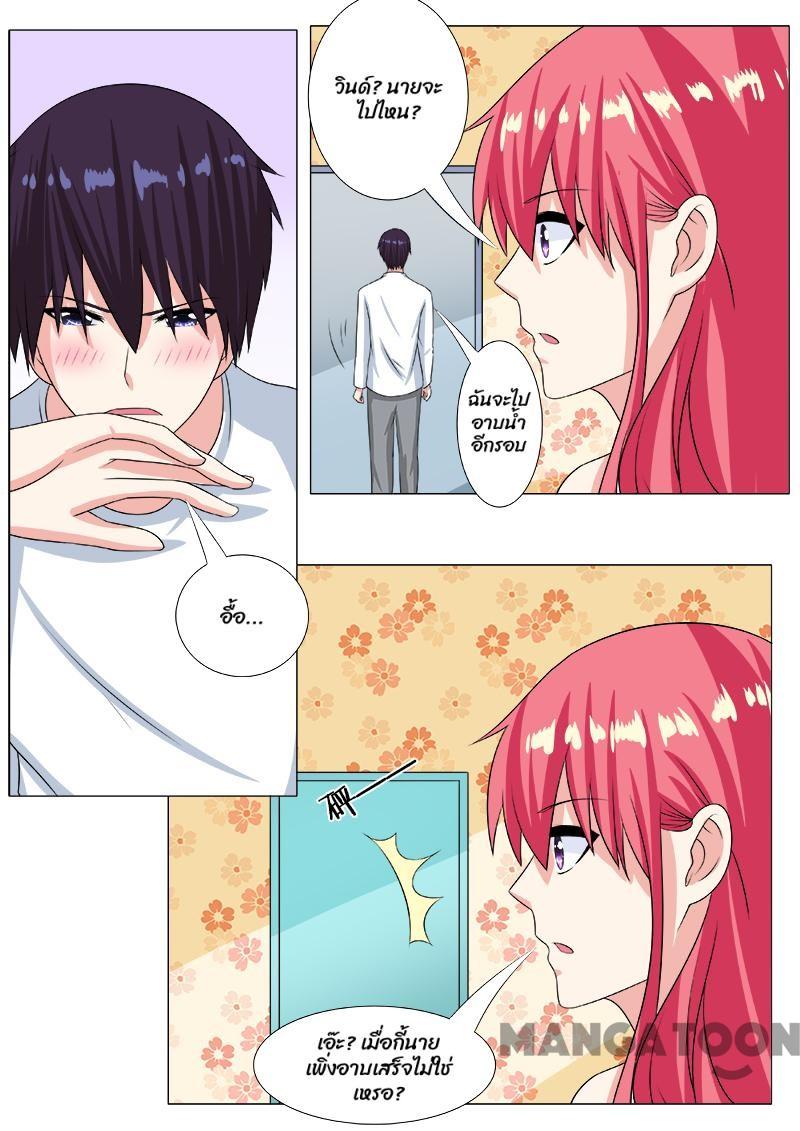 อื้อ...
วินด์? นายจะ
ไปไหน?
ฉันจะไป
อาบน้ำ
อีกรอบ
砰
เอ๊ะ? เมื่อกี้นาย
เพิ่งอาบเสร็จไม่ใช่
เหรอ?
MANGATOON